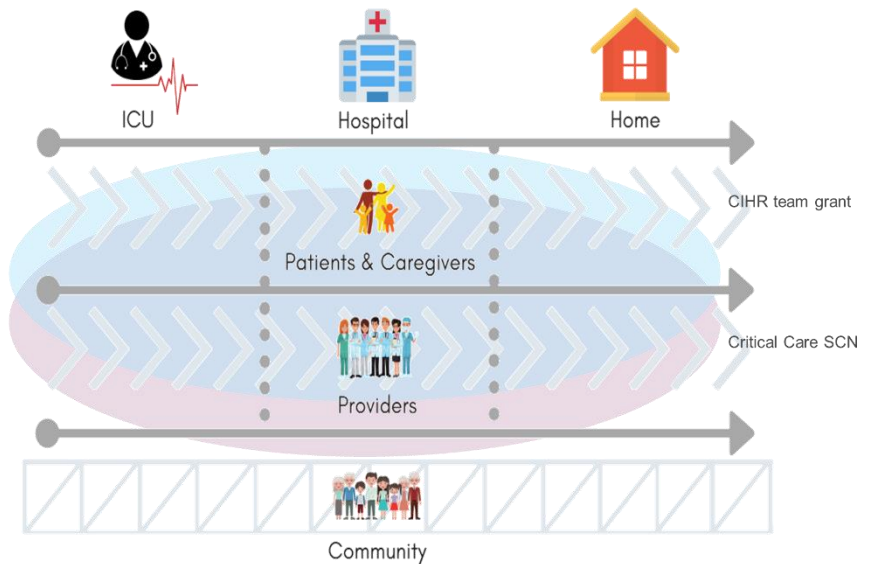 ICU
Hospital
Home
CIHR team grant
Patients & Caregivers
Critical Care SCN
Providers
Community